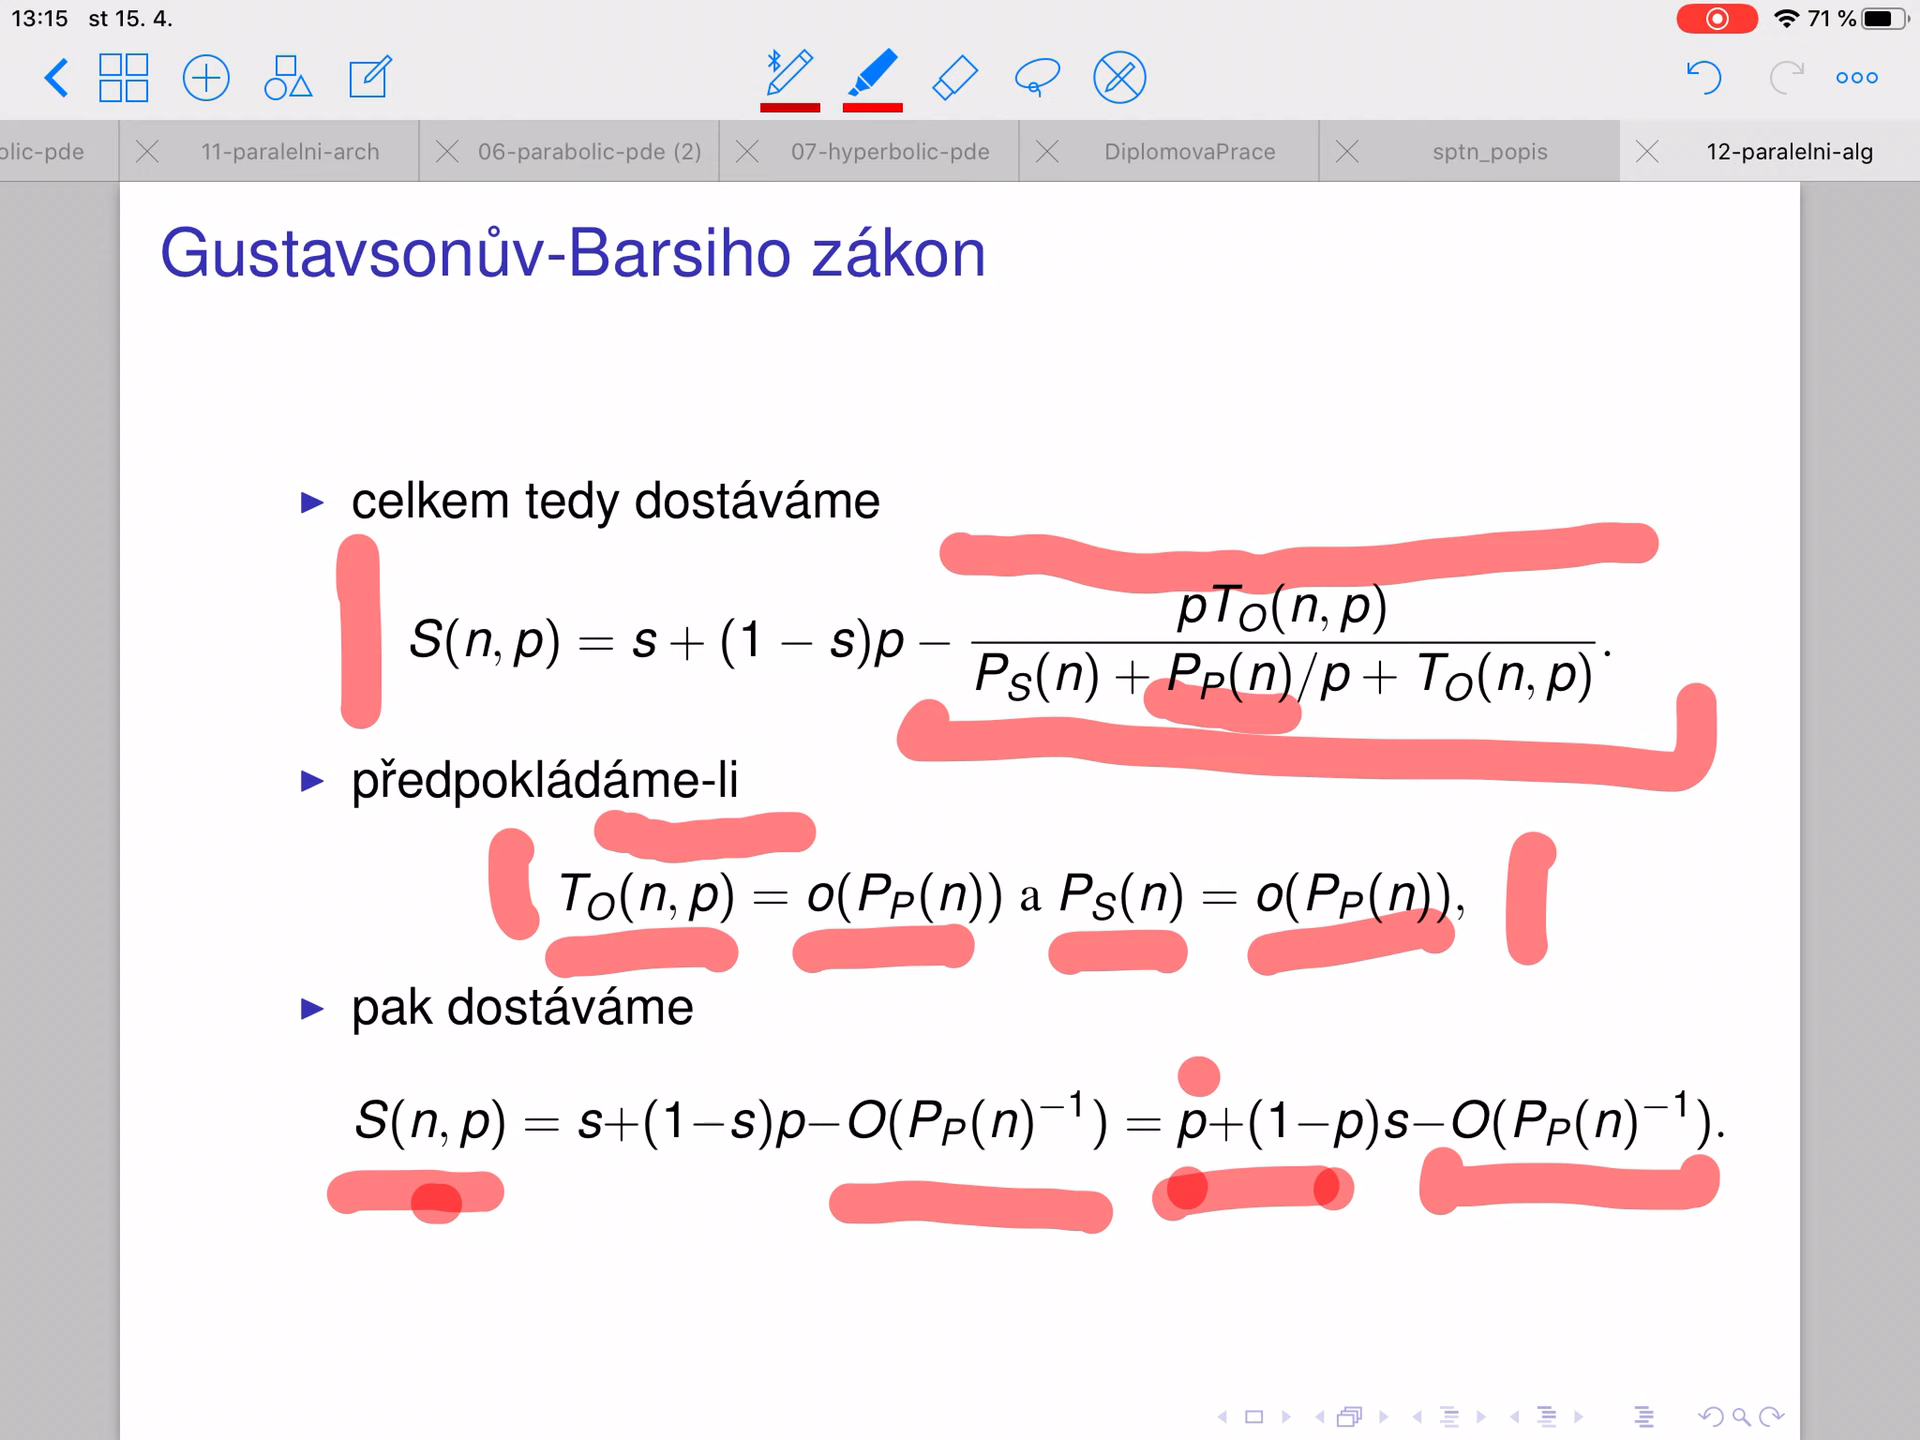 13:15 st 15. 4.
71 %
olic-pde 11-paralelni-arch 06-parabolic-pde (2) 07-hyperbolic-pde DiplomovaPrace sptn_popis 12-paralelni-alg
Gustavsonův-Barsiho zákon
▶ celkem tedy dostáváme
S(n, p) = s + (1 − s)p − pT_O(n, p) / (P_S(n) + P_P(n)/p + T_O(n, p)).
▶ předpokládáme-li
T_O(n, p) = o(P_P(n)) a P_S(n) = o(P_P(n)),
▶ pak dostáváme
S(n, p) = s+(1−s)p−O(P_P(n)^{−1}) = p+(1−p)s−O(P_P(n)^{−1}).